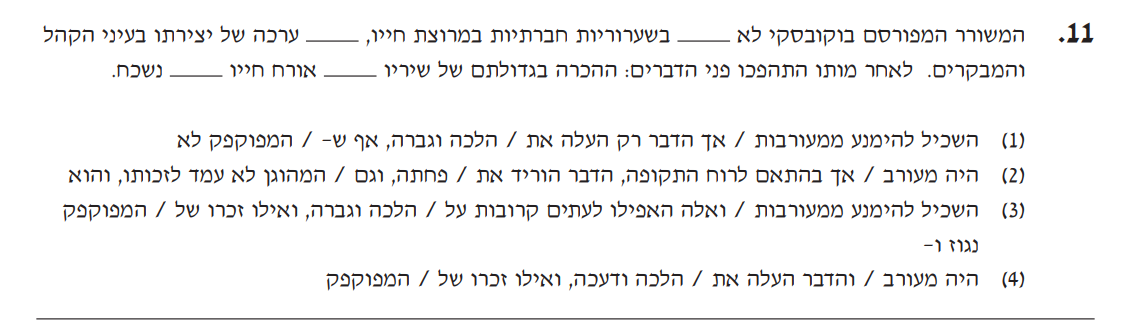 11. המשורר המפורסם בוקובסקי לא _____ בשערוריות חברתיות במרוצת חייו, _____ ערכה של יצירתו בעיני הקהל
והמבקרים. לאחר מותו התהפכו פני הדברים: ההכרה בגדולתם של שיריו _____ אורח חייו _____ נשכח.
(1) השכיל להימנע ממעורבות / אך הדבר רק העלה את / הלכה וגברה, אף ש- / המפוקפק לא
(2) היה מעורב / אך בהתאם לרוח התקופה, הדבר הוריד את / פחתה, וגם / המהוגן לא עמד לזכותו, והוא
(3) השכיל להימנע ממעורבות / ואלה האפילו לעתים קרובות על / הלכה וגברה, ואילו זכרו של / המפוקפק
נגוז ו-
(4) היה מעורב / והדבר העלה את / הלכה ודעכה, ואילו זכרו של / המפוקפק